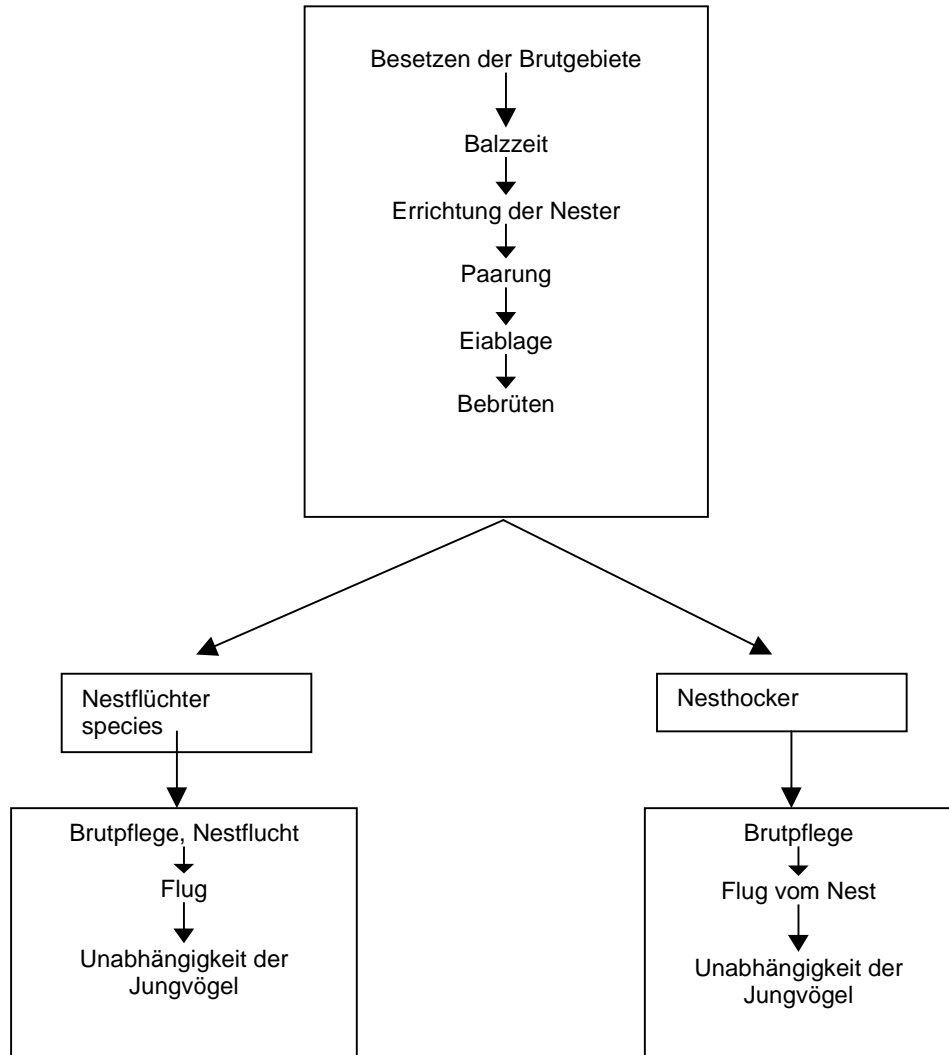 Besetzen der Brutgebiete
Balzzeit
Errichtung der Nester
Paarung
Eiablage
Bebrüten
Nestflüchter
species
Nesthocker
Brutpflege, Nestflucht
Flug
Unabhängigkeit der
Jungvögel
Brutpflege
Flug vom Nest
Unabhängigkeit der
Jungvögel